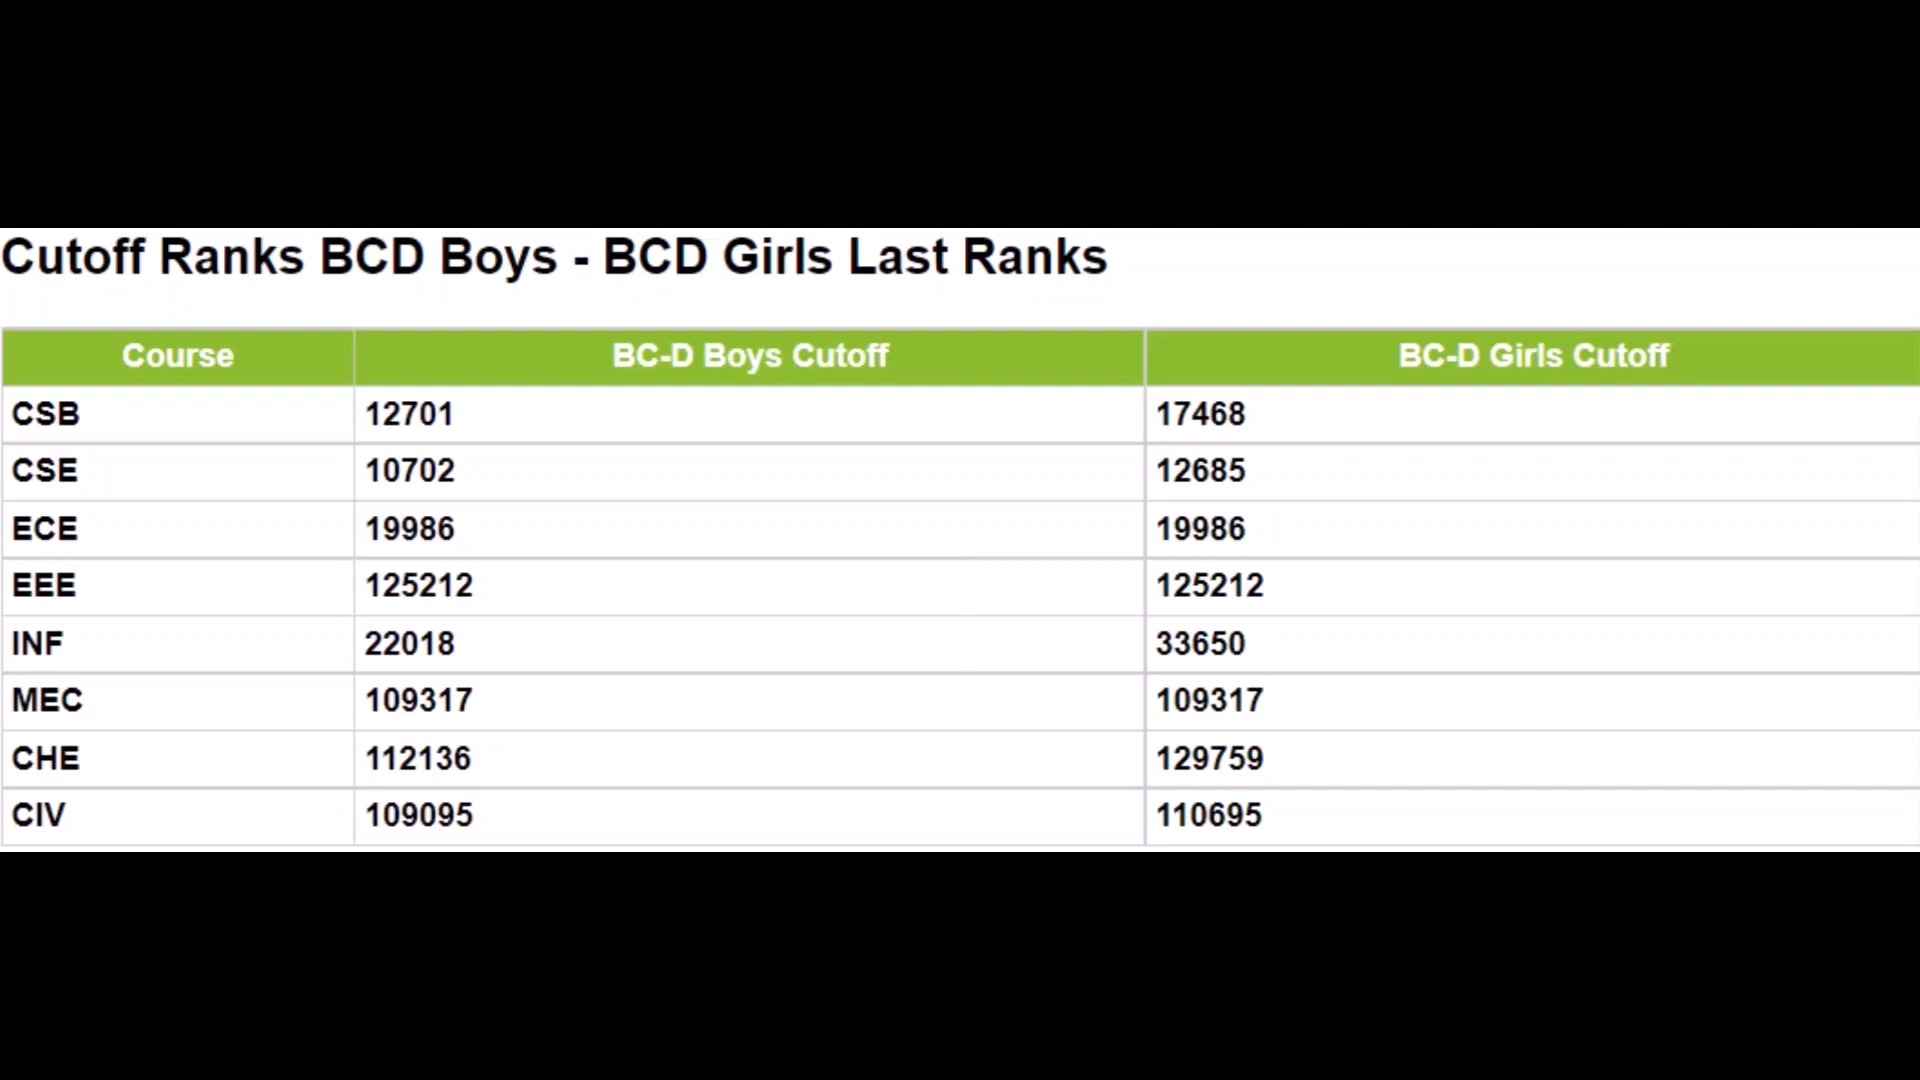 Cutoff Ranks BCD Boys - BCD Girls Last Ranks
Course BC-D Boys Cutoff BC-D Girls Cutoff
CSB 12701 17468
CSE 10702 12685
ECE 19986 19986
EEE 125212 125212
INF 22018 33650
MEC 109317 109317
CHE 112136 129759
CIV 109095 110695